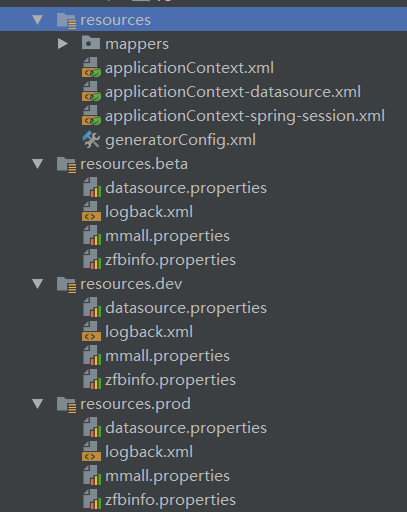 resources
mappers
applicationContext.xml
applicationContext-datasource.xml
applicationContext-spring-session.xml
generatorConfig.xml
resources.beta
datasource.properties
logback.xml
mmall.properties
zfbinfo.properties
resources.dev
datasource.properties
logback.xml
mmall.properties
zfbinfo.properties
resources.prod
datasource.properties
logback.xml
mmall.properties
zfbinfo.properties